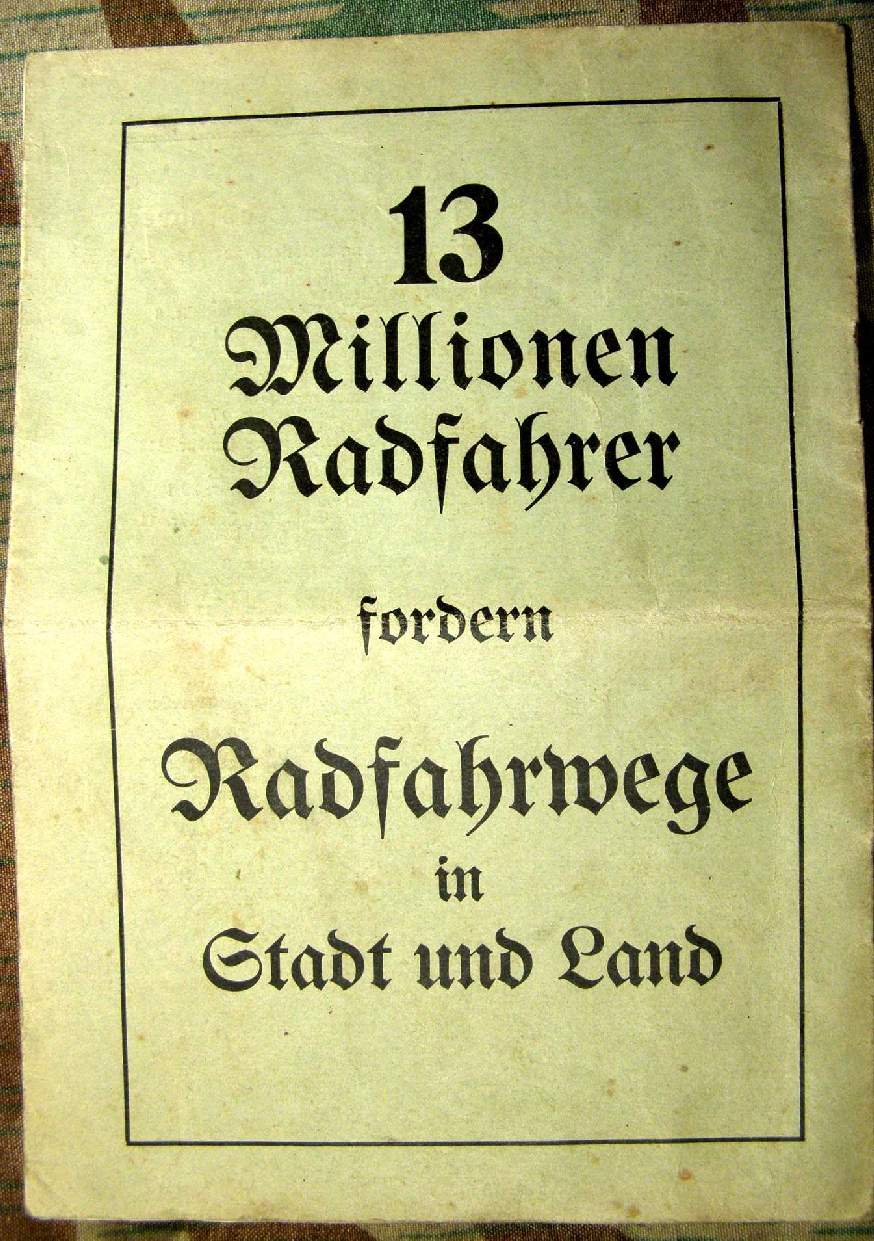 13
Millionen
Radfahrer
fordern
Radfahrwege
in
Stadt und Land